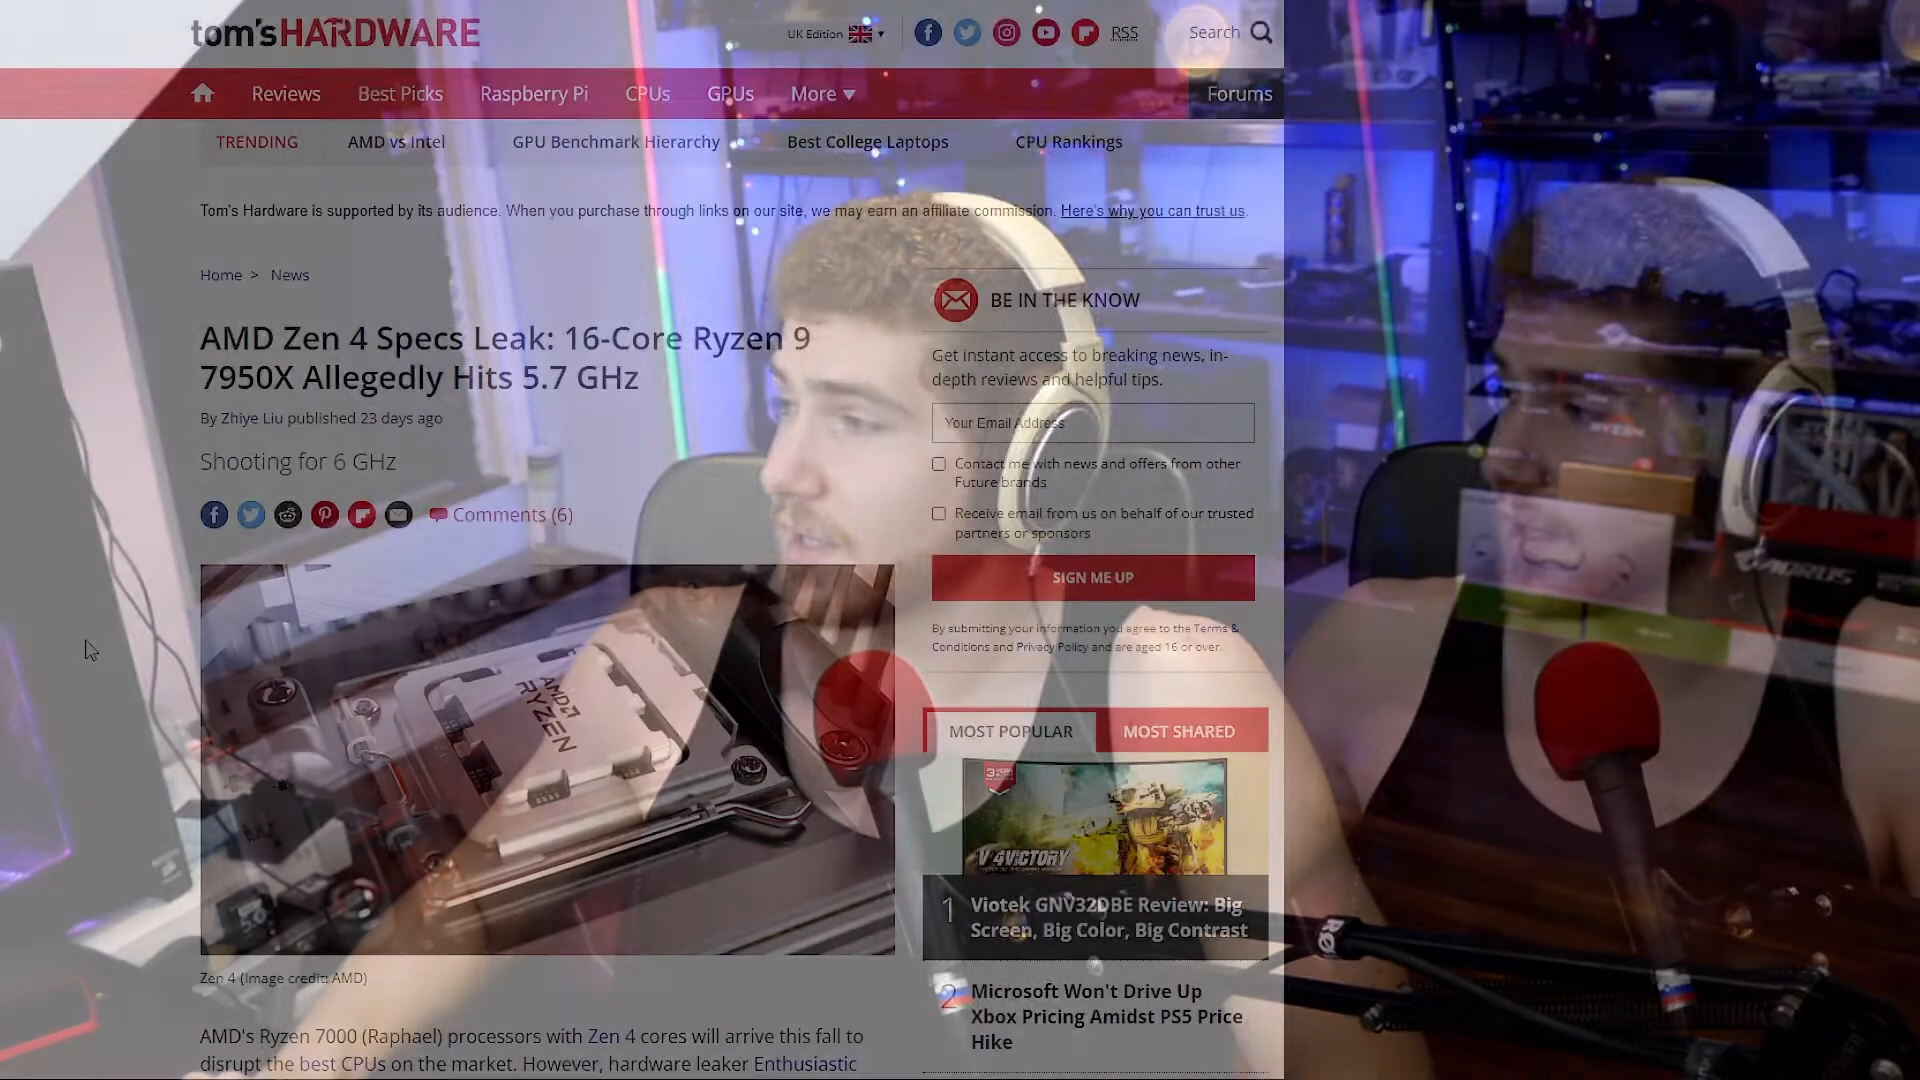 tom'sHARDWARE
UK Edition
RSS
Search
Reviews
Best Picks
Raspberry Pi
CPUs
GPUs
More
Forums
TRENDING
AMD vs Intel
GPU Benchmark Hierarchy
Best College Laptops
CPU Rankings
Tom's Hardware is supported by its audience. When you purchase through links on our site, we may earn an affiliate commission. Here's why you can trust us.
Home > News
AMD Zen 4 Specs Leak: 16-Core Ryzen 9
7950X Allegedly Hits 5.7 GHz
By Zhiye Liu published 23 days ago
Shooting for 6 GHz
Comments (6)
AMD
RYZEN
Zen 4 (Image credit: AMD)
AMD's Ryzen 7000 (Raphael) processors with Zen 4 cores will arrive this fall to
disrupt the best CPUs on the market. However, hardware leaker Enthusiastic
BE IN THE KNOW
Get instant access to breaking news, in-
depth reviews and helpful tips.
Your Email Address
Contact me with news and offers from other
Future brands
Receive email from us on behalf of our trusted
partners or sponsors
SIGN ME UP
By submitting your information you agree to the Terms &
Conditions and Privacy Policy and are aged 16 or over.
MOST POPULAR
MOST SHARED
3 YEAR
V 4VICTORY
1
Viotek GNV32DBE Review: Big
Screen, Big Color, Big Contrast
2
Microsoft Won't Drive Up
Xbox Pricing Amidst PS5 Price
Hike
RYZEN
AORUS